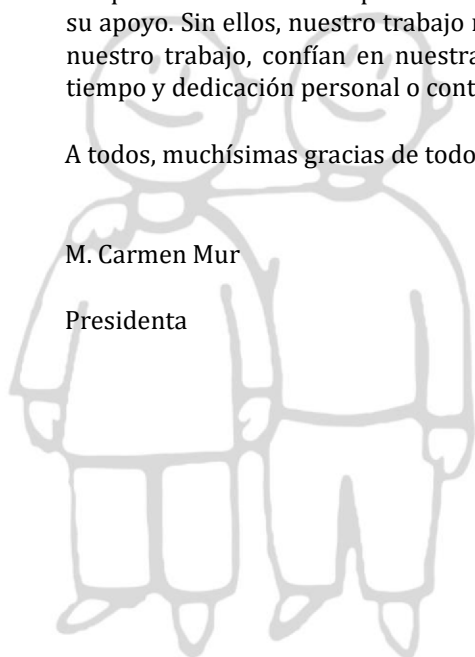 su apoyo. Sin ellos, nuestro trabajo
nuestro trabajo, confían en nuestra
tiempo y dedicación personal o
A todos, muchísimas gracias de todo
M. Carmen Mur
Presidenta